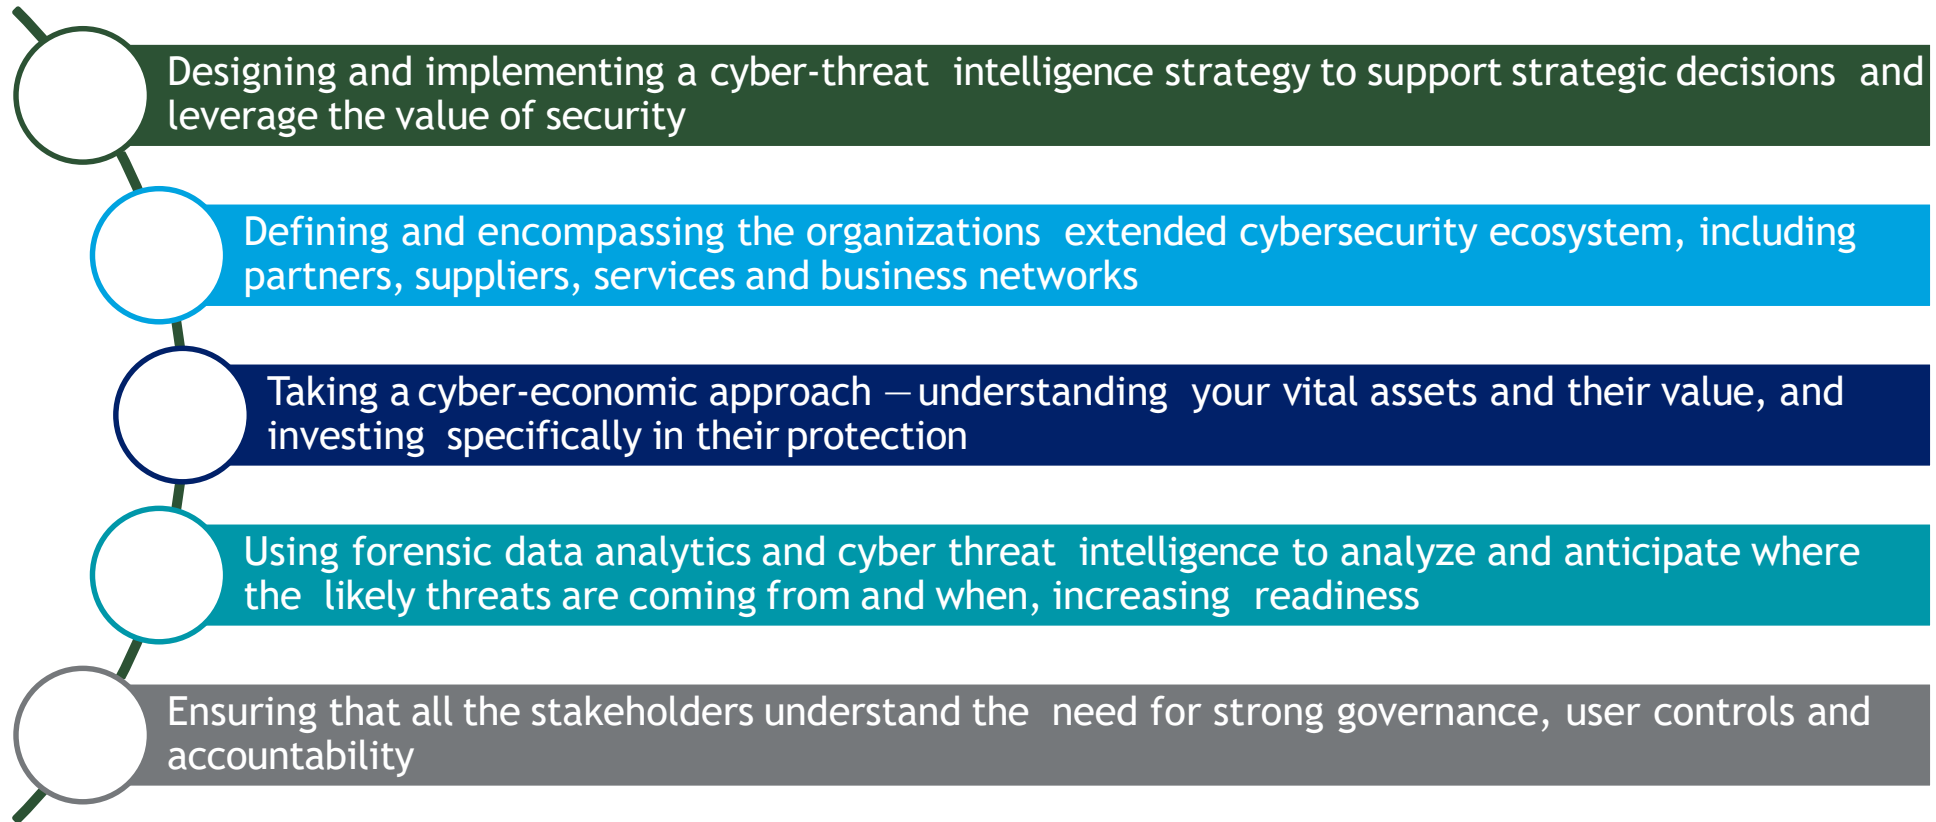 Designing and implementing a cyber-threat intelligence strategy to support strategic decisions and
leverage the value of security
Defining and encompassing the organizations extended cybersecurity ecosystem, including
partners, suppliers, services and business networks
Taking a cyber-economic approach — understanding your vital assets and their value, and
investing specifically in their protection
Using forensic data analytics and cyber threat intelligence to analyze and anticipate where
the likely threats are coming from and when, increasing readiness
Ensuring that all the stakeholders understand the need for strong governance, user controls and
accountability